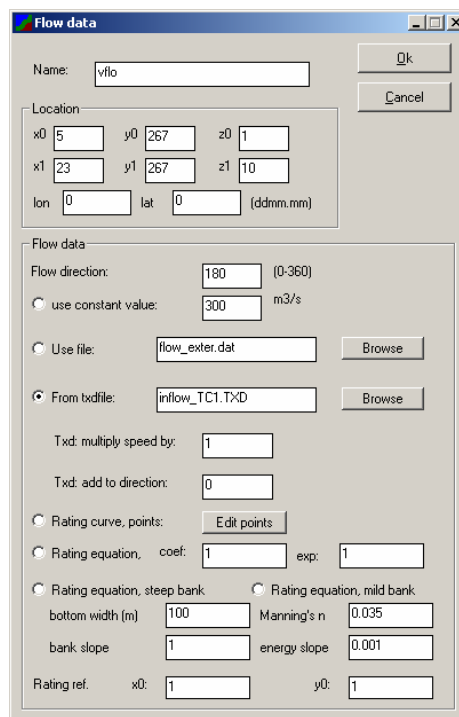 Flow data
Ok
Name: vflo
Cancel
Location
x0 5 y0 267 z0 1
x1 23 y1 267 z1 10
lon 0 lat 0 (ddmm.mm)
Flow data
Flow direction: 180 (0-360)
use constant value: 300 m3/s
Use file: flow_exter.dat Browse
From txdfile: inflow_TC1.TXD Browse
Txd: multiply speed by: 1
Txd: add to direction: 0
Rating curve, points: Edit points
Rating equation, coef: 1 exp: 1
Rating equation, steep bank Rating equation, mild bank
bottom width (m) 100 Manning's n 0.035
bank slope 1 energy slope 0.001
Rating ref. x0: 1 y0: 1